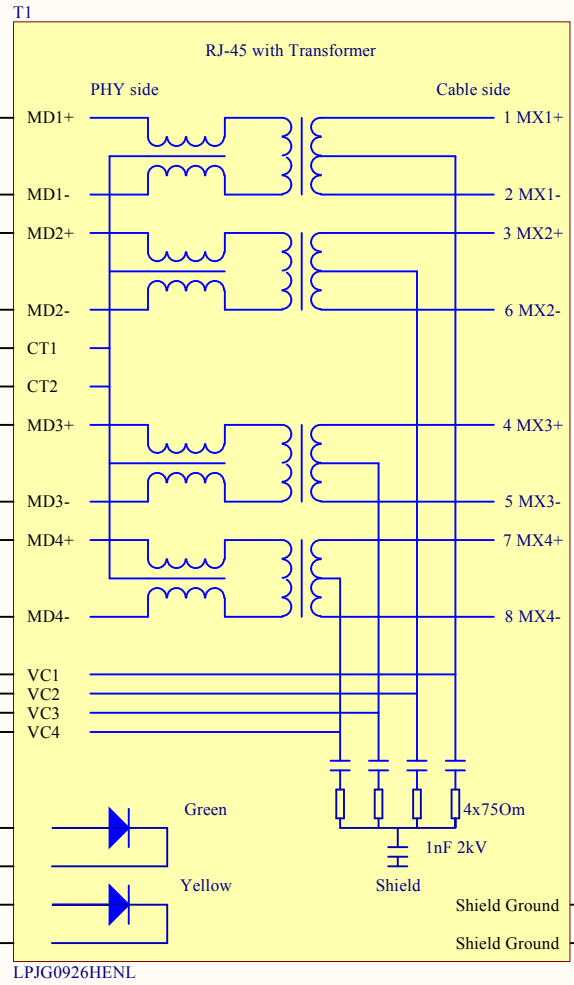 T1
RJ-45 with Transformer
PHY side
Cable side
MD1+
1 MX1+
MD1-
2 MX1-
MD2+
3 MX2+
MD2-
6 MX2-
CT1
CT2
MD3+
4 MX3+
MD3-
5 MX3-
MD4+
7 MX4+
MD4-
8 MX4-
VC1
VC2
VC3
VC4
Green
4x75Om
1nF 2kV
Yellow
Shield
Shield Ground
Shield Ground
LPJG0926HENL